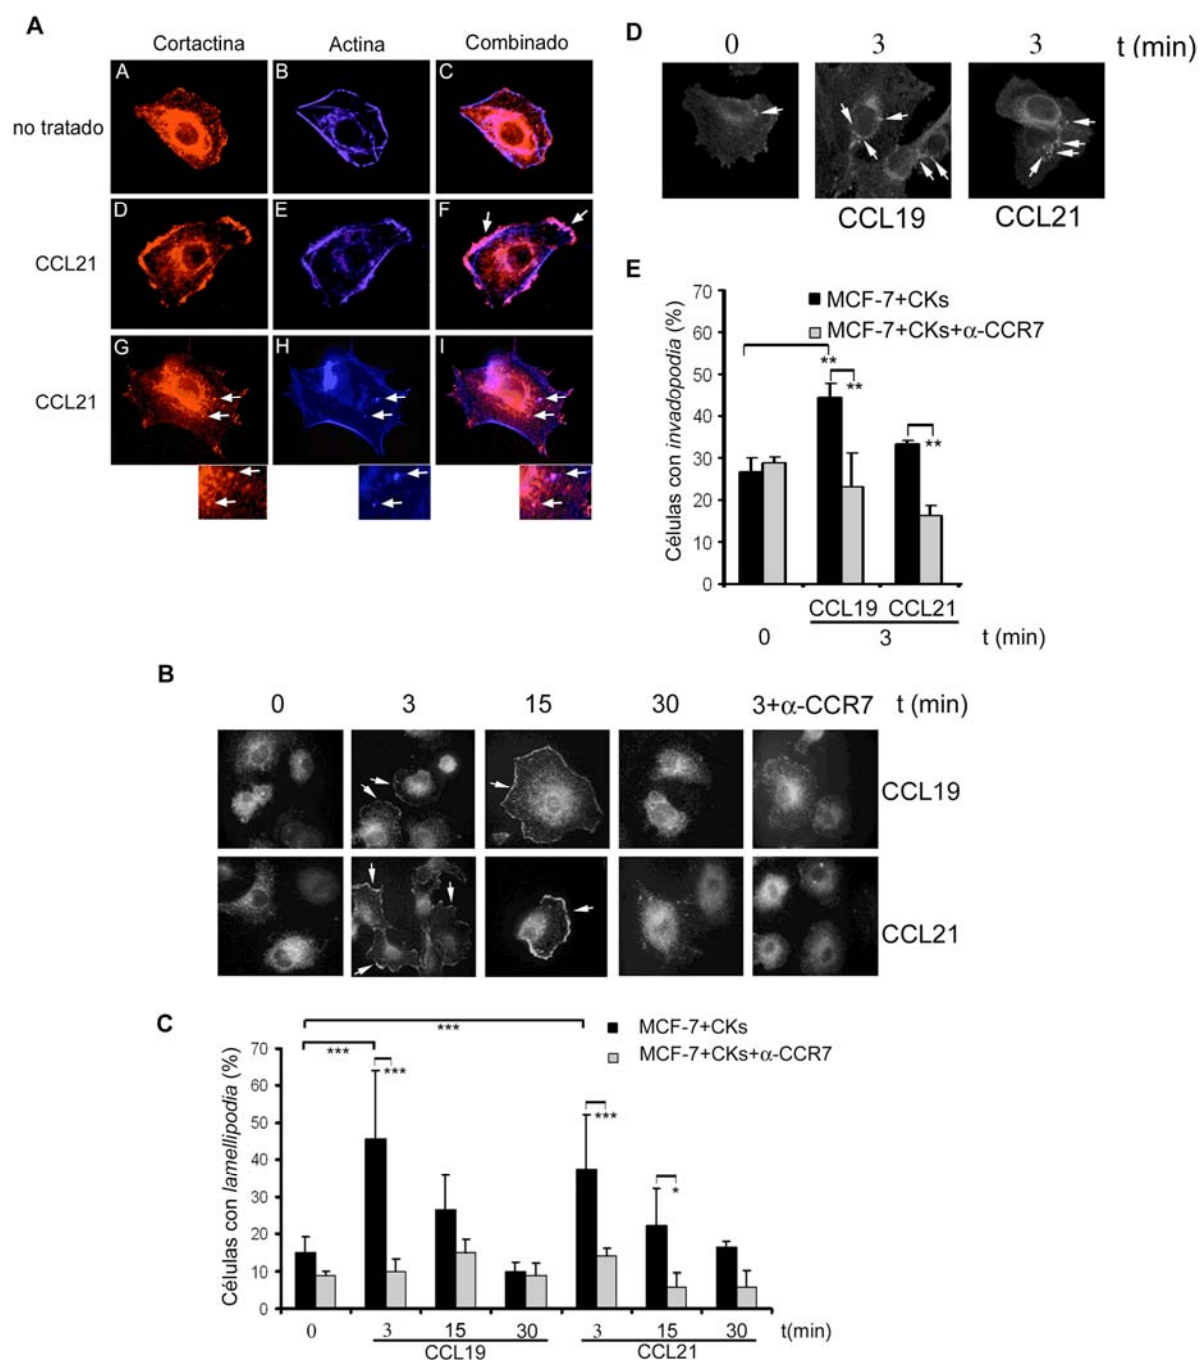 A
Cortactina Actina Combinado
no tratado
A B C
CCL21
D E F
CCL21
G H I
D
0 3 3 t (min)
CCL19 CCL21
E
MCF-7+CKs
MCF-7+CKs+α-CCR7
Células con invadopodia (%)
70
60
50
40
30
20
10
0
**
**
**
CCL19 CCL21
0 3 t (min)
B
0 3 15 30 3+α-CCR7 t (min)
CCL19
CCL21
C
MCF-7+CKs
MCF-7+CKs+α-CCR7
Células con lamellipodia (%)
70
60
50
40
30
20
10
0
***
***
***
***
*
0 3 15 30 3 15 30 t(min)
CCL19 CCL21